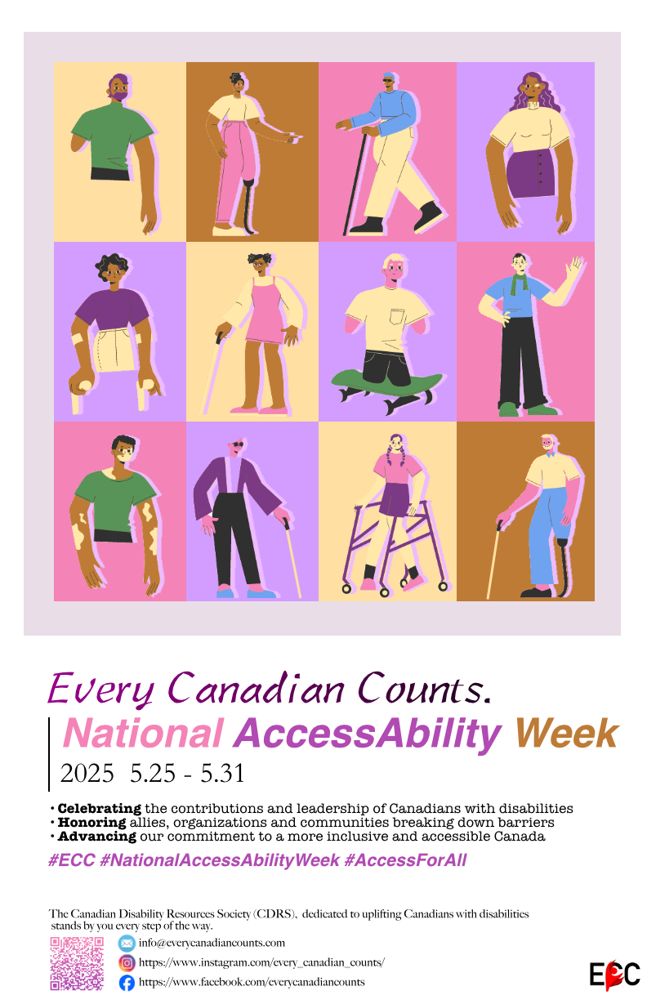 Every Canadian Counts.
National AccessAbility Week
2025 5.25 - 5.31
· Celebrating the contributions and leadership of Canadians with disabilities
· Honoring allies, organizations and communities breaking down barriers
· Advancing our commitment to a more inclusive and accessible Canada
#ECC #NationalAccessAbilityWeek #AccessForAll
The Canadian Disability Resources Society (CDRS), dedicated to uplifting Canadians with disabilities
stands by you every step of the way.
info@everycanadiancounts.com
https://www.instagram.com/every_canadian_counts/
https://www.facebook.com/everycanadiancounts
ECC